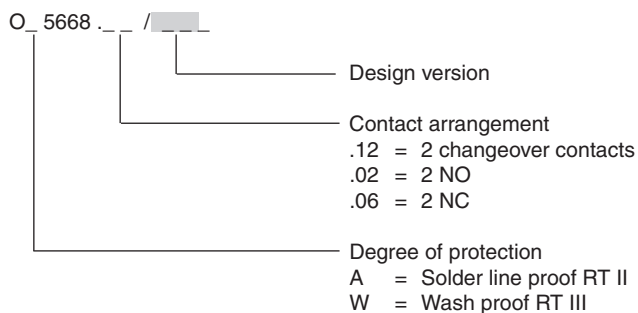 O_ 5668 ._ _ / _ _ _
Design version
Contact arrangement
.12 = 2 changeover contacts
.02 = 2 NO
.06 = 2 NC
Degree of protection
A = Solder line proof RT II
W = Wash proof RT III